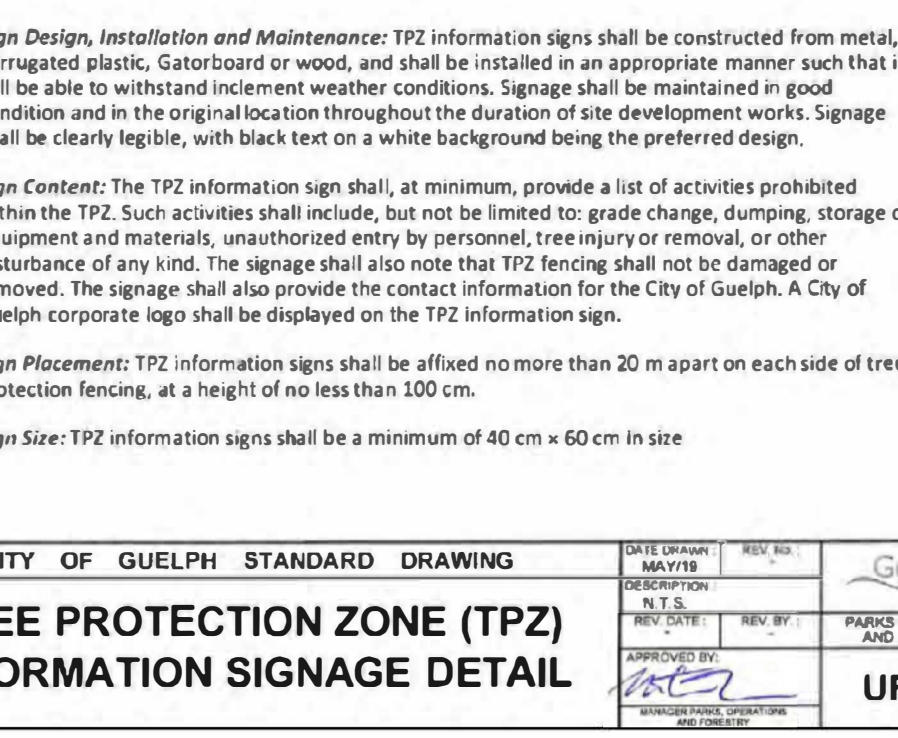 gn Design, Installation and Maintenance: TPZ information signs shall be constructed from metal,
rrugated plastic, Gatorboard or wood, and shall be installed in an appropriate manner such that i
ll be able to withstand inclement weather conditions. Signage shall be maintained in good
ndition and in the original location throughout the duration of site development works. Signage
all be clearly legible, with black text on a white background being the preferred design.
gn Content: The TPZ information sign shall, at minimum, provide a list of activities prohibited
thin the TPZ. Such activities shall include, but not be limited to: grade change, dumping, storage o
uipment and materials, unauthorized entry by personnel, tree injury or removal, or other
sturbance of any kind. The signage shall also note that TPZ fencing shall not be damaged or
moved. The signage shall also provide the contact information for the City of Guelph. A City of
uelph corporate logo shall be displayed on the TPZ information sign.
gn Placement: TPZ information signs shall be affixed no more than 20 m apart on each side of tree
otection fencing, at a height of no less than 100 cm.
gn Size: TPZ information signs shall be a minimum of 40 cm × 60 cm in size
ITY OF GUELPH STANDARD DRAWING
EE PROTECTION ZONE (TPZ)
ORMATION SIGNAGE DETAIL
DATE DRAWN: REV. NO.:
MAY/19 -
DESCRIPTION
N.T.S.
REV. DATE: REV. BY.:
- -
APPROVED BY:
MANAGER PARKS, OPERATIONS
AND FORESTRY
G
PARKS
AND
UF